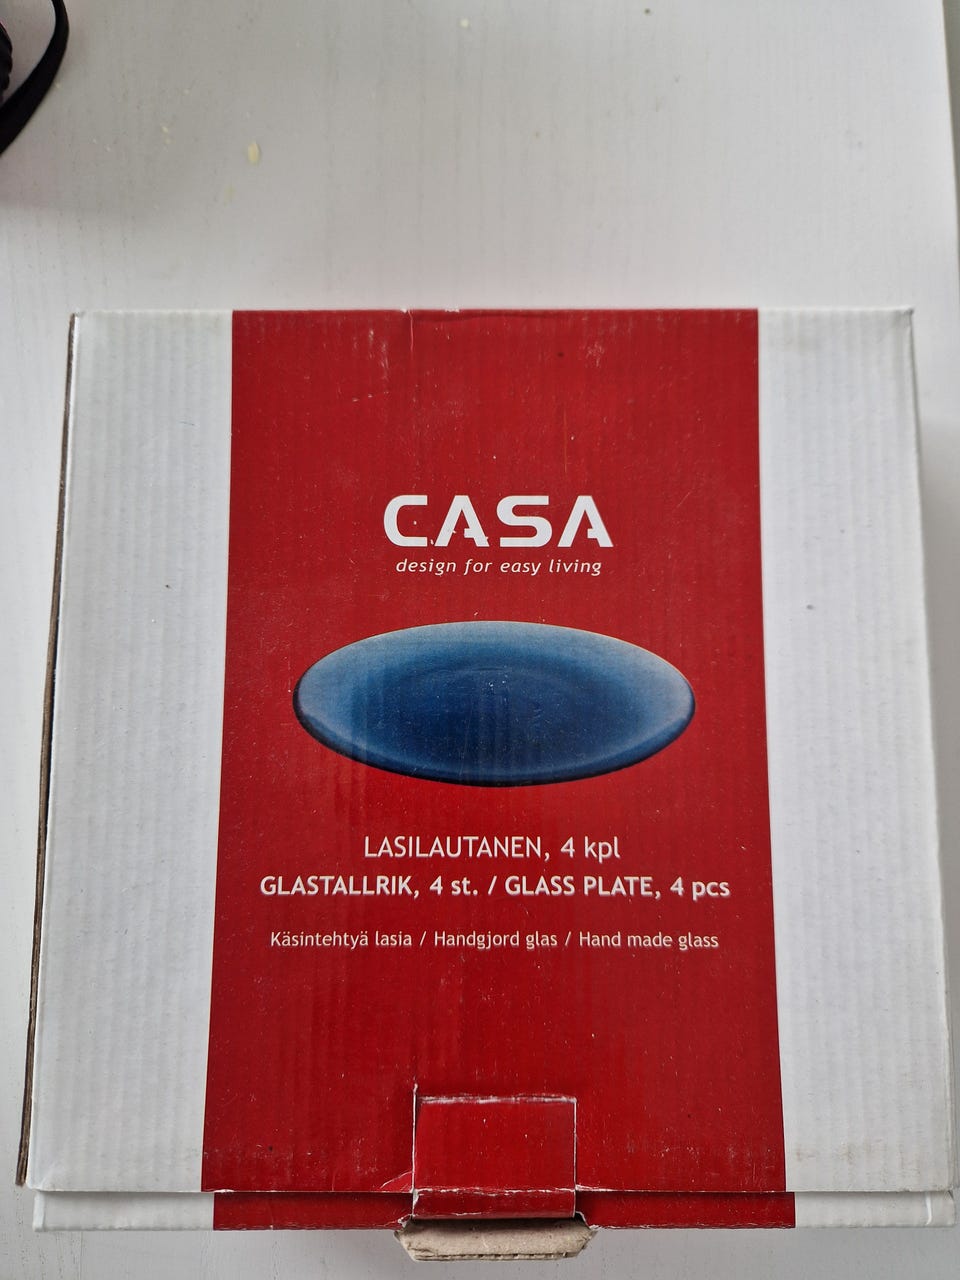 CASA
design for easy living
LASILAUTANEN, 4 kpl
GLASTALLRIK, 4 st. / GLASS PLATE, 4 pcs
Käsintehtyä lasia / Handgjord glas / Hand made glass